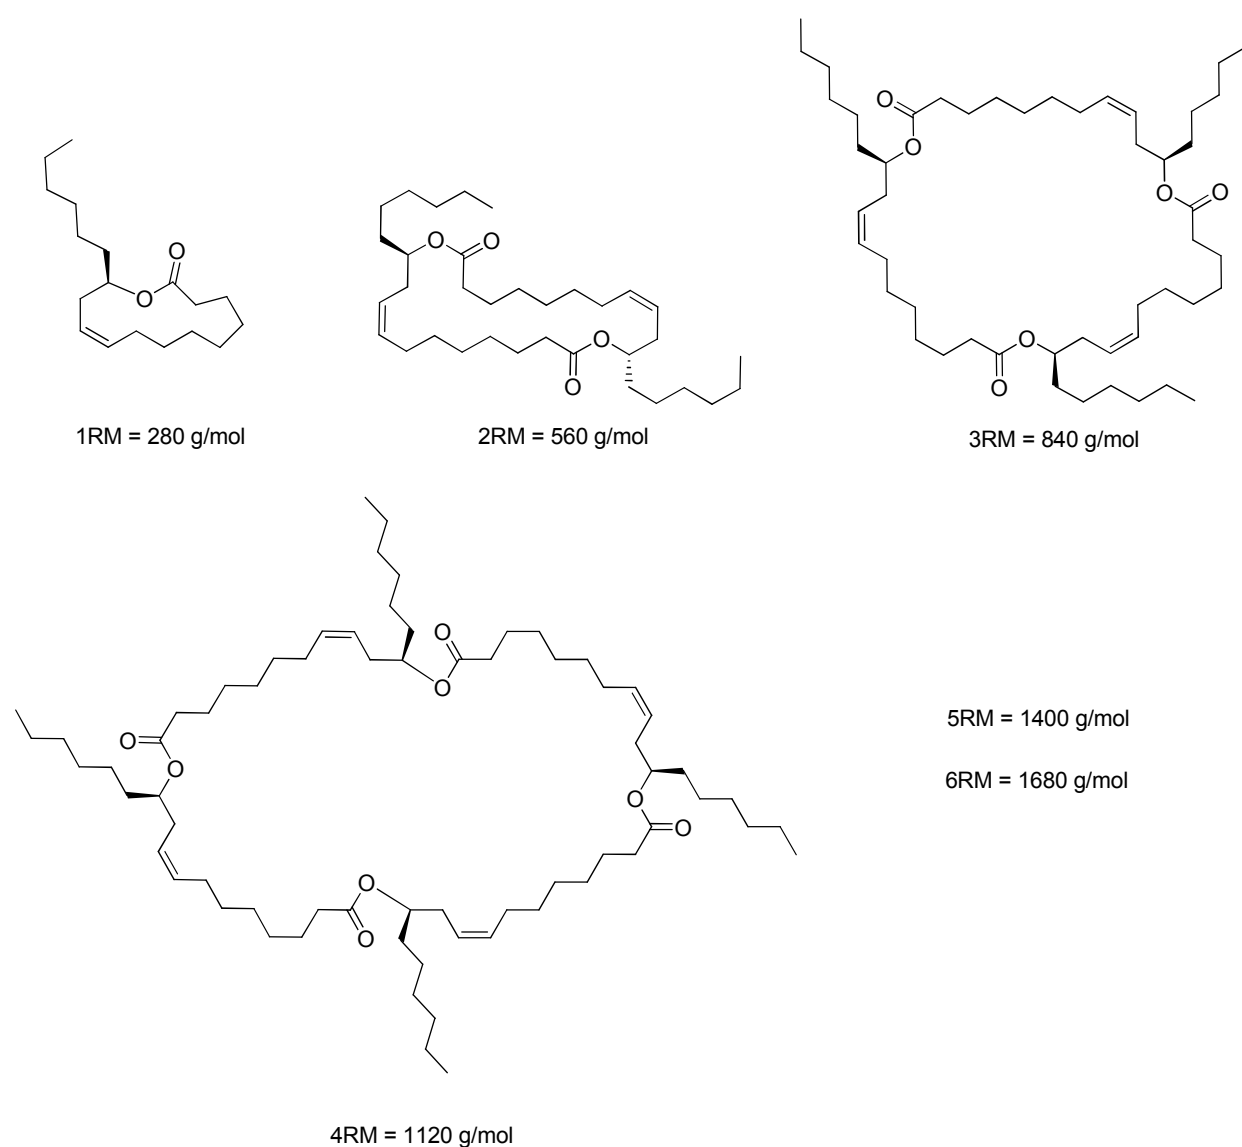 O
O
1RM = 280 g/mol
O
O
O
O
2RM = 560 g/mol
O
O
O
O
O
O
3RM = 840 g/mol
O
O
O
O
O
O
O
O
4RM = 1120 g/mol
5RM = 1400 g/mol
6RM = 1680 g/mol